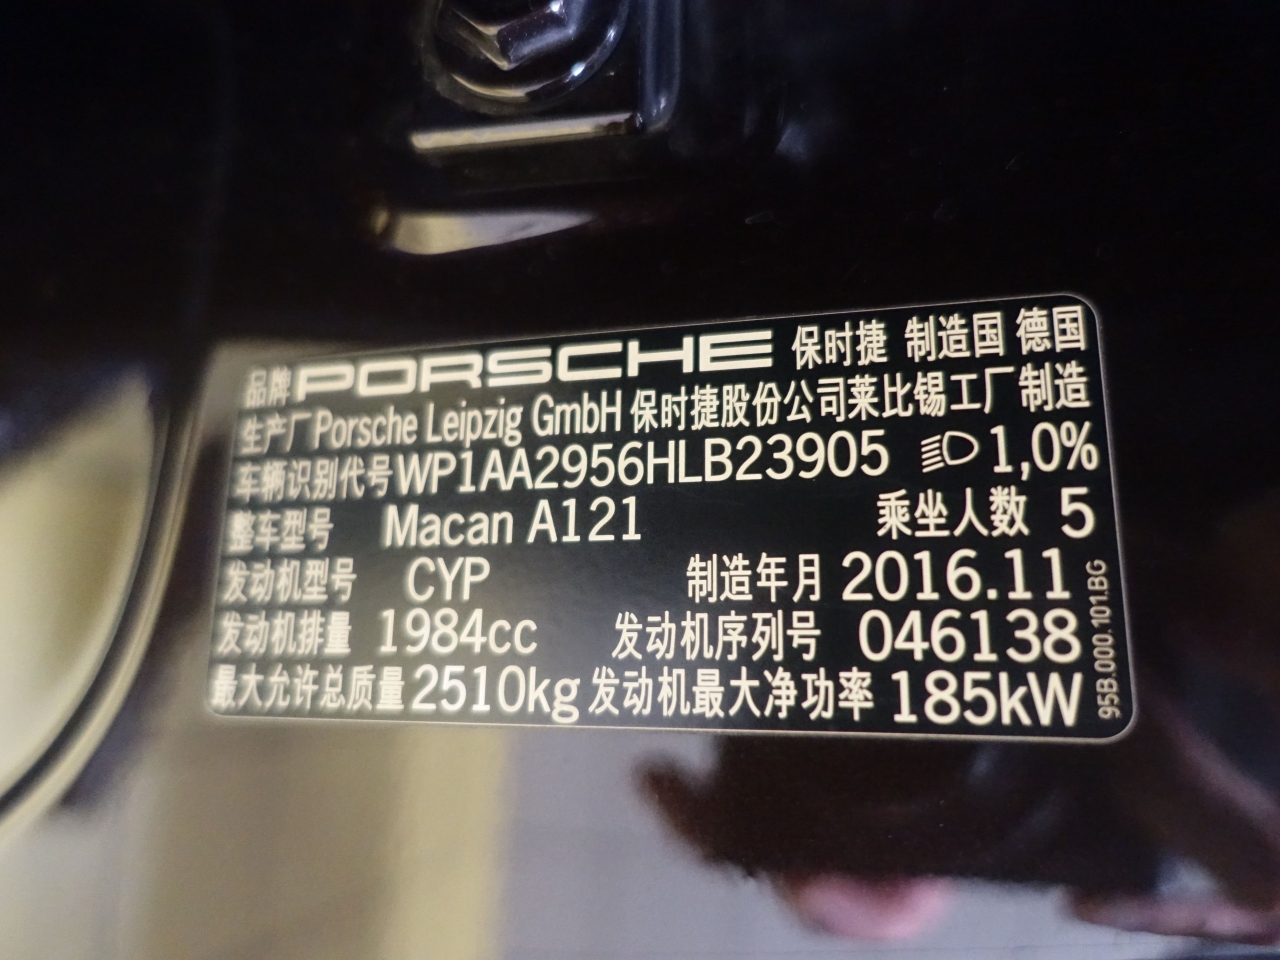 品牌 PORSCHE 保时捷 制造国 德国
生产厂 Porsche Leipzig GmbH 保时捷股份公司莱比锡工厂制造
车辆识别代号 WP1AA2956HLB23905 1,0%
整车型号 Macan A121 乘坐人数 5
发动机型号 CYP 制造年月 2016.11
发动机排量 1984cc 发动机序列号 046138
最大允许总质量 2510kg 发动机最大净功率 185kW
95B.000.101.BG